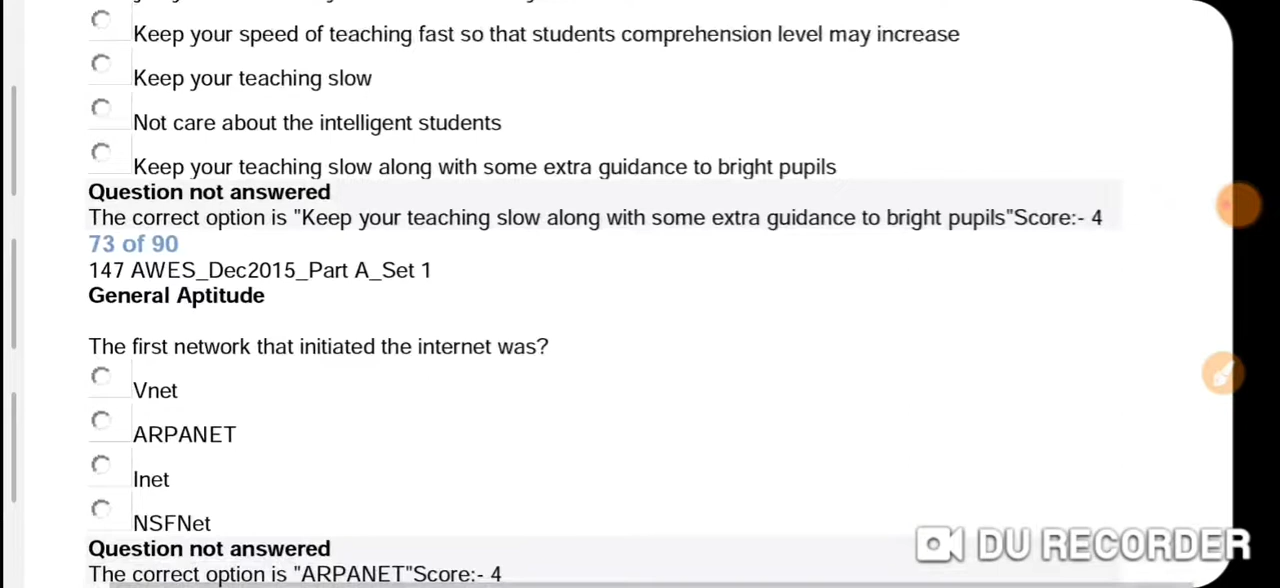 Keep your speed of teaching fast so that students comprehension level may increase
Keep your teaching slow
Not care about the intelligent students
Keep your teaching slow along with some extra guidance to bright pupils
Question not answered
The correct option is "Keep your teaching slow along with some extra guidance to bright pupils"Score:- 4
73 of 90
147 AWES_Dec2015_Part A_Set 1
General Aptitude
The first network that initiated the internet was?
Vnet
ARPANET
Inet
NSFNet
Question not answered
The correct option is "ARPANET"Score:- 4
DU RECORDER